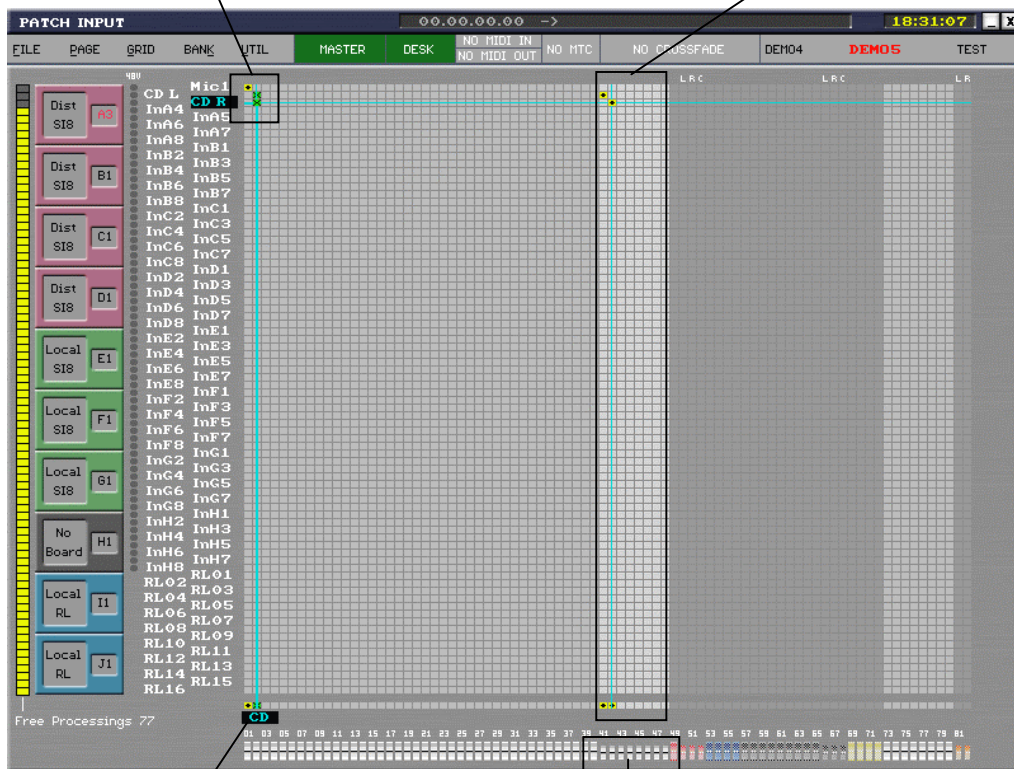 PATCH INPUT 00.00.00.00 -> 18:31:07 _ X
FILE PAGE GRID BANK UTIL MASTER DESK NO MIDI IN NO MIDI OUT NO MTC NO CROSSFADE DEMO4 DEMO5 TEST
48V L R C L R C L R
Mic1
CD L
CD R
InA4
InA5
InA6
InA7
InA8
InB1
InB2
InB3
InB4
InB5
InB6
InB7
InB8
InC1
InC2
InC3
InC4
InC5
InC6
InC7
InC8
InD1
InD2
InD3
InD4
InD5
InD6
InD7
InD8
InE1
InE2
InE3
InE4
InE5
InE6
InE7
InE8
InF1
InF2
InF3
InF4
InF5
InF6
InF7
InF8
InG1
InG2
InG3
InG4
InG5
InG6
InG7
InG8
InH1
InH2
InH3
InH4
InH5
InH6
InH7
InH8
RL01
RL02
RL03
RL04
RL05
RL06
RL07
RL08
RL09
RL10
RL11
RL12
RL13
RL14
RL15
RL16
Dist
SI8
A3
Dist
SI8
B1
Dist
SI8
C1
Dist
SI8
D1
Local
SI8
E1
Local
SI8
F1
Local
SI8
G1
No
Board
H1
Local
RL
I1
Local
RL
J1
Free Processings 77
CD
01 03 05 07 09 11 13 15 17 19 21 23 25 27 29 31 33 35 37 39 41 43 45 47 49 51 53 55 57 59 61 63 65 67 69 71 73 75 77 79 81